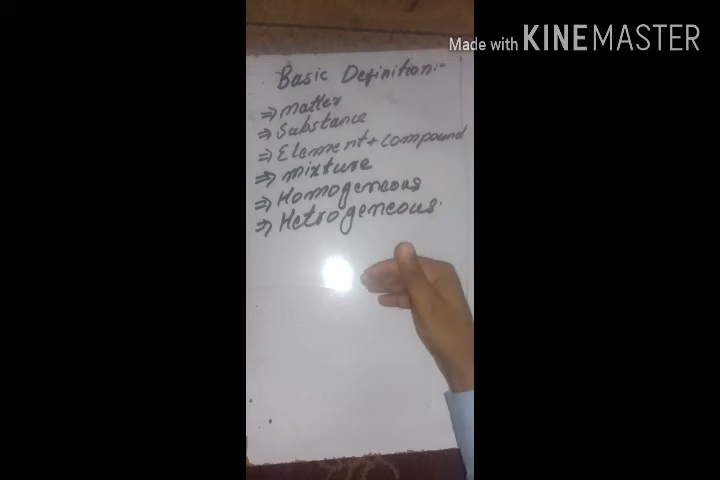 Made with KINEMASTER
Basic Definition:-
⇒ matter
⇒ Substance
⇒ Element + compound
⇒ mixture
⇒ Homogeneous
⇒ Hetrogeneous.